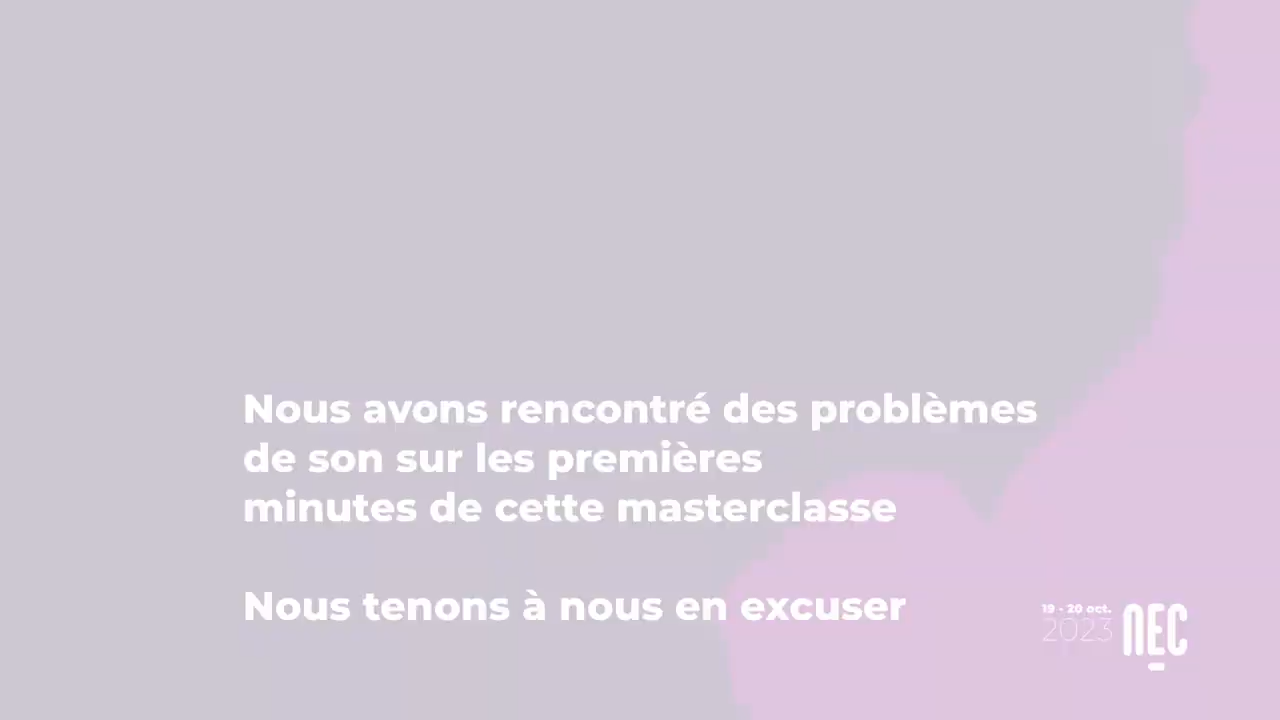 Nous avons rencontré des problèmes
de son sur les premières
minutes de cette masterclasse
Nous tenons à nous en excuser
19 - 20 oct.
2023
NEC